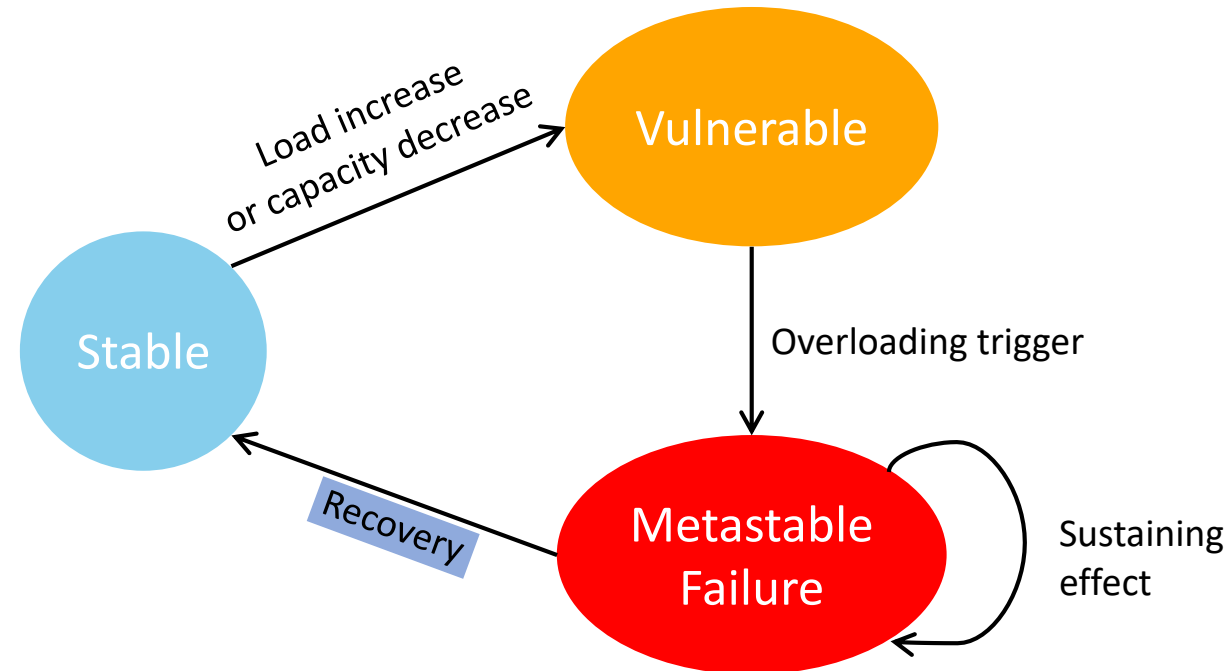 Load increase
or capacity decrease
Vulnerable
Stable
Overloading trigger
Recovery
Metastable
Failure
Sustaining
effect